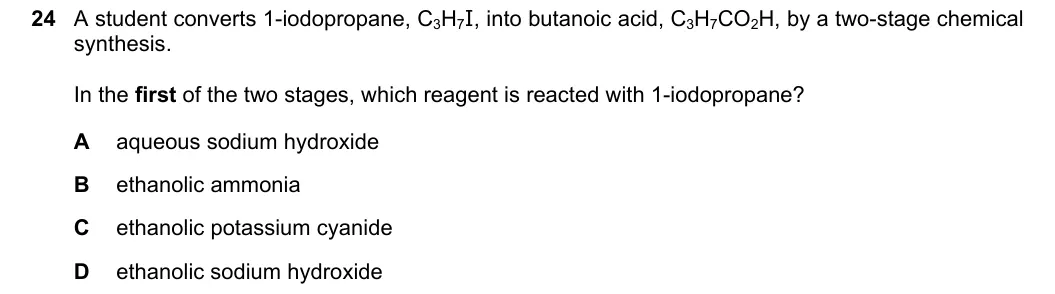 24 A student converts 1-iodopropane, C₃H₇I, into butanoic acid, C₃H₇CO₂H, by a two-stage chemical
synthesis.
In the first of the two stages, which reagent is reacted with 1-iodopropane?
A aqueous sodium hydroxide
B ethanolic ammonia
C ethanolic potassium cyanide
D ethanolic sodium hydroxide